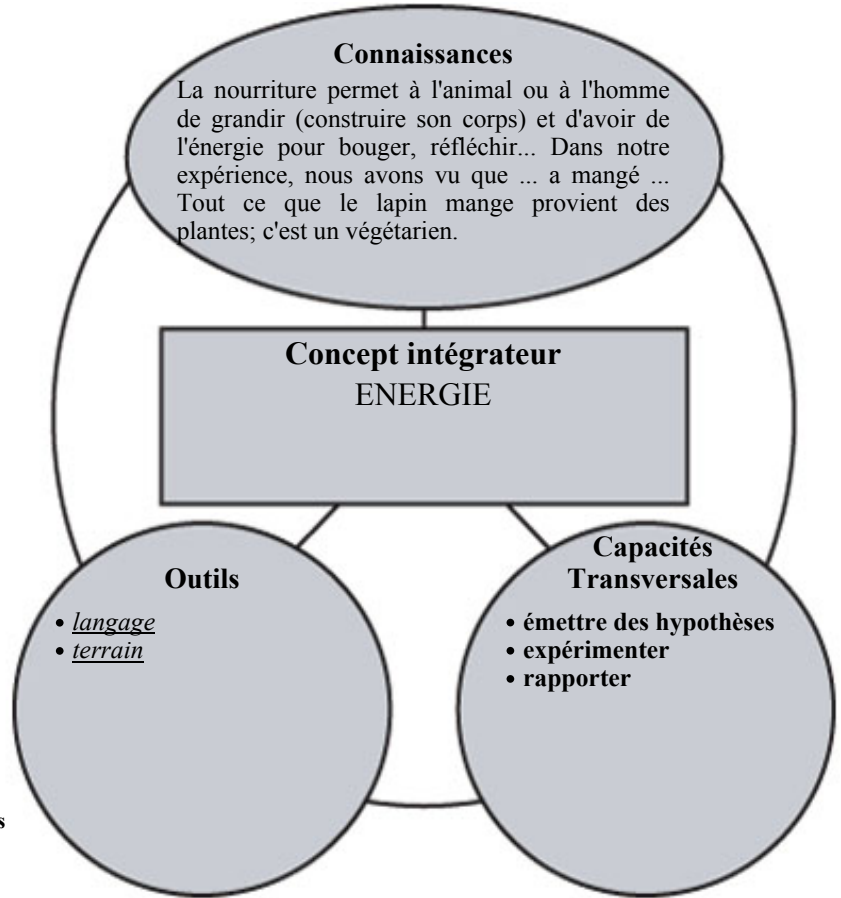 Connaissances
La nourriture permet à l'animal ou à l'homme
de grandir (construire son corps) et d'avoir de
l'énergie pour bouger, réfléchir... Dans notre
expérience, nous avons vu que ... a mangé ...
Tout ce que le lapin mange provient des
plantes; c'est un végétarien.
Concept intégrateur
ENERGIE
Outils
• langage
• terrain
Capacités
Transversales
• émettre des hypothèses
• expérimenter
• rapporter
s